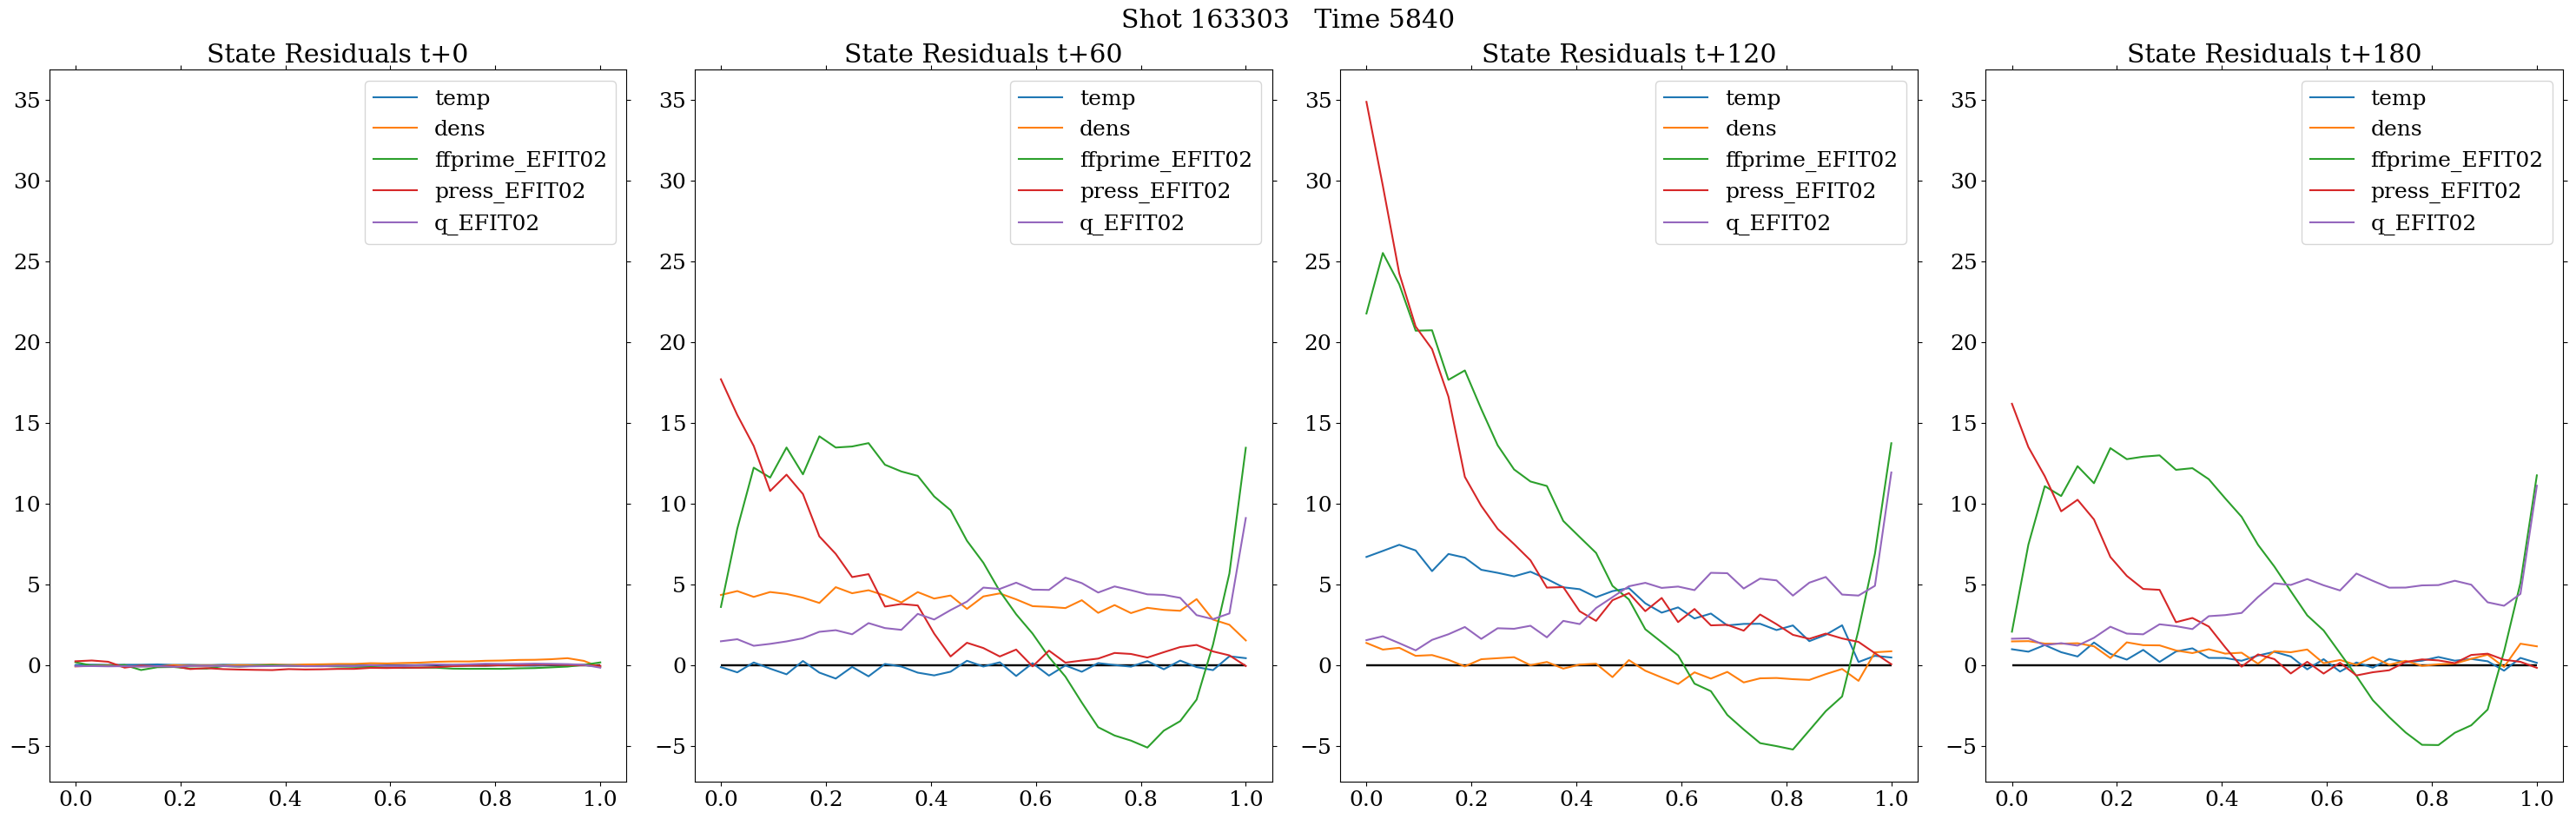 Shot 163303   Time 5840
State Residuals t+0
35
30
25
20
15
10
5
0
−5
0.0 0.2 0.4 0.6 0.8 1.0
temp
dens
ffprime_EFIT02
press_EFIT02
q_EFIT02
State Residuals t+60
35
30
25
20
15
10
5
0
−5
0.0 0.2 0.4 0.6 0.8 1.0
temp
dens
ffprime_EFIT02
press_EFIT02
q_EFIT02
State Residuals t+120
35
30
25
20
15
10
5
0
−5
0.0 0.2 0.4 0.6 0.8 1.0
temp
dens
ffprime_EFIT02
press_EFIT02
q_EFIT02
State Residuals t+180
35
30
25
20
15
10
5
0
−5
0.0 0.2 0.4 0.6 0.8 1.0
temp
dens
ffprime_EFIT02
press_EFIT02
q_EFIT02